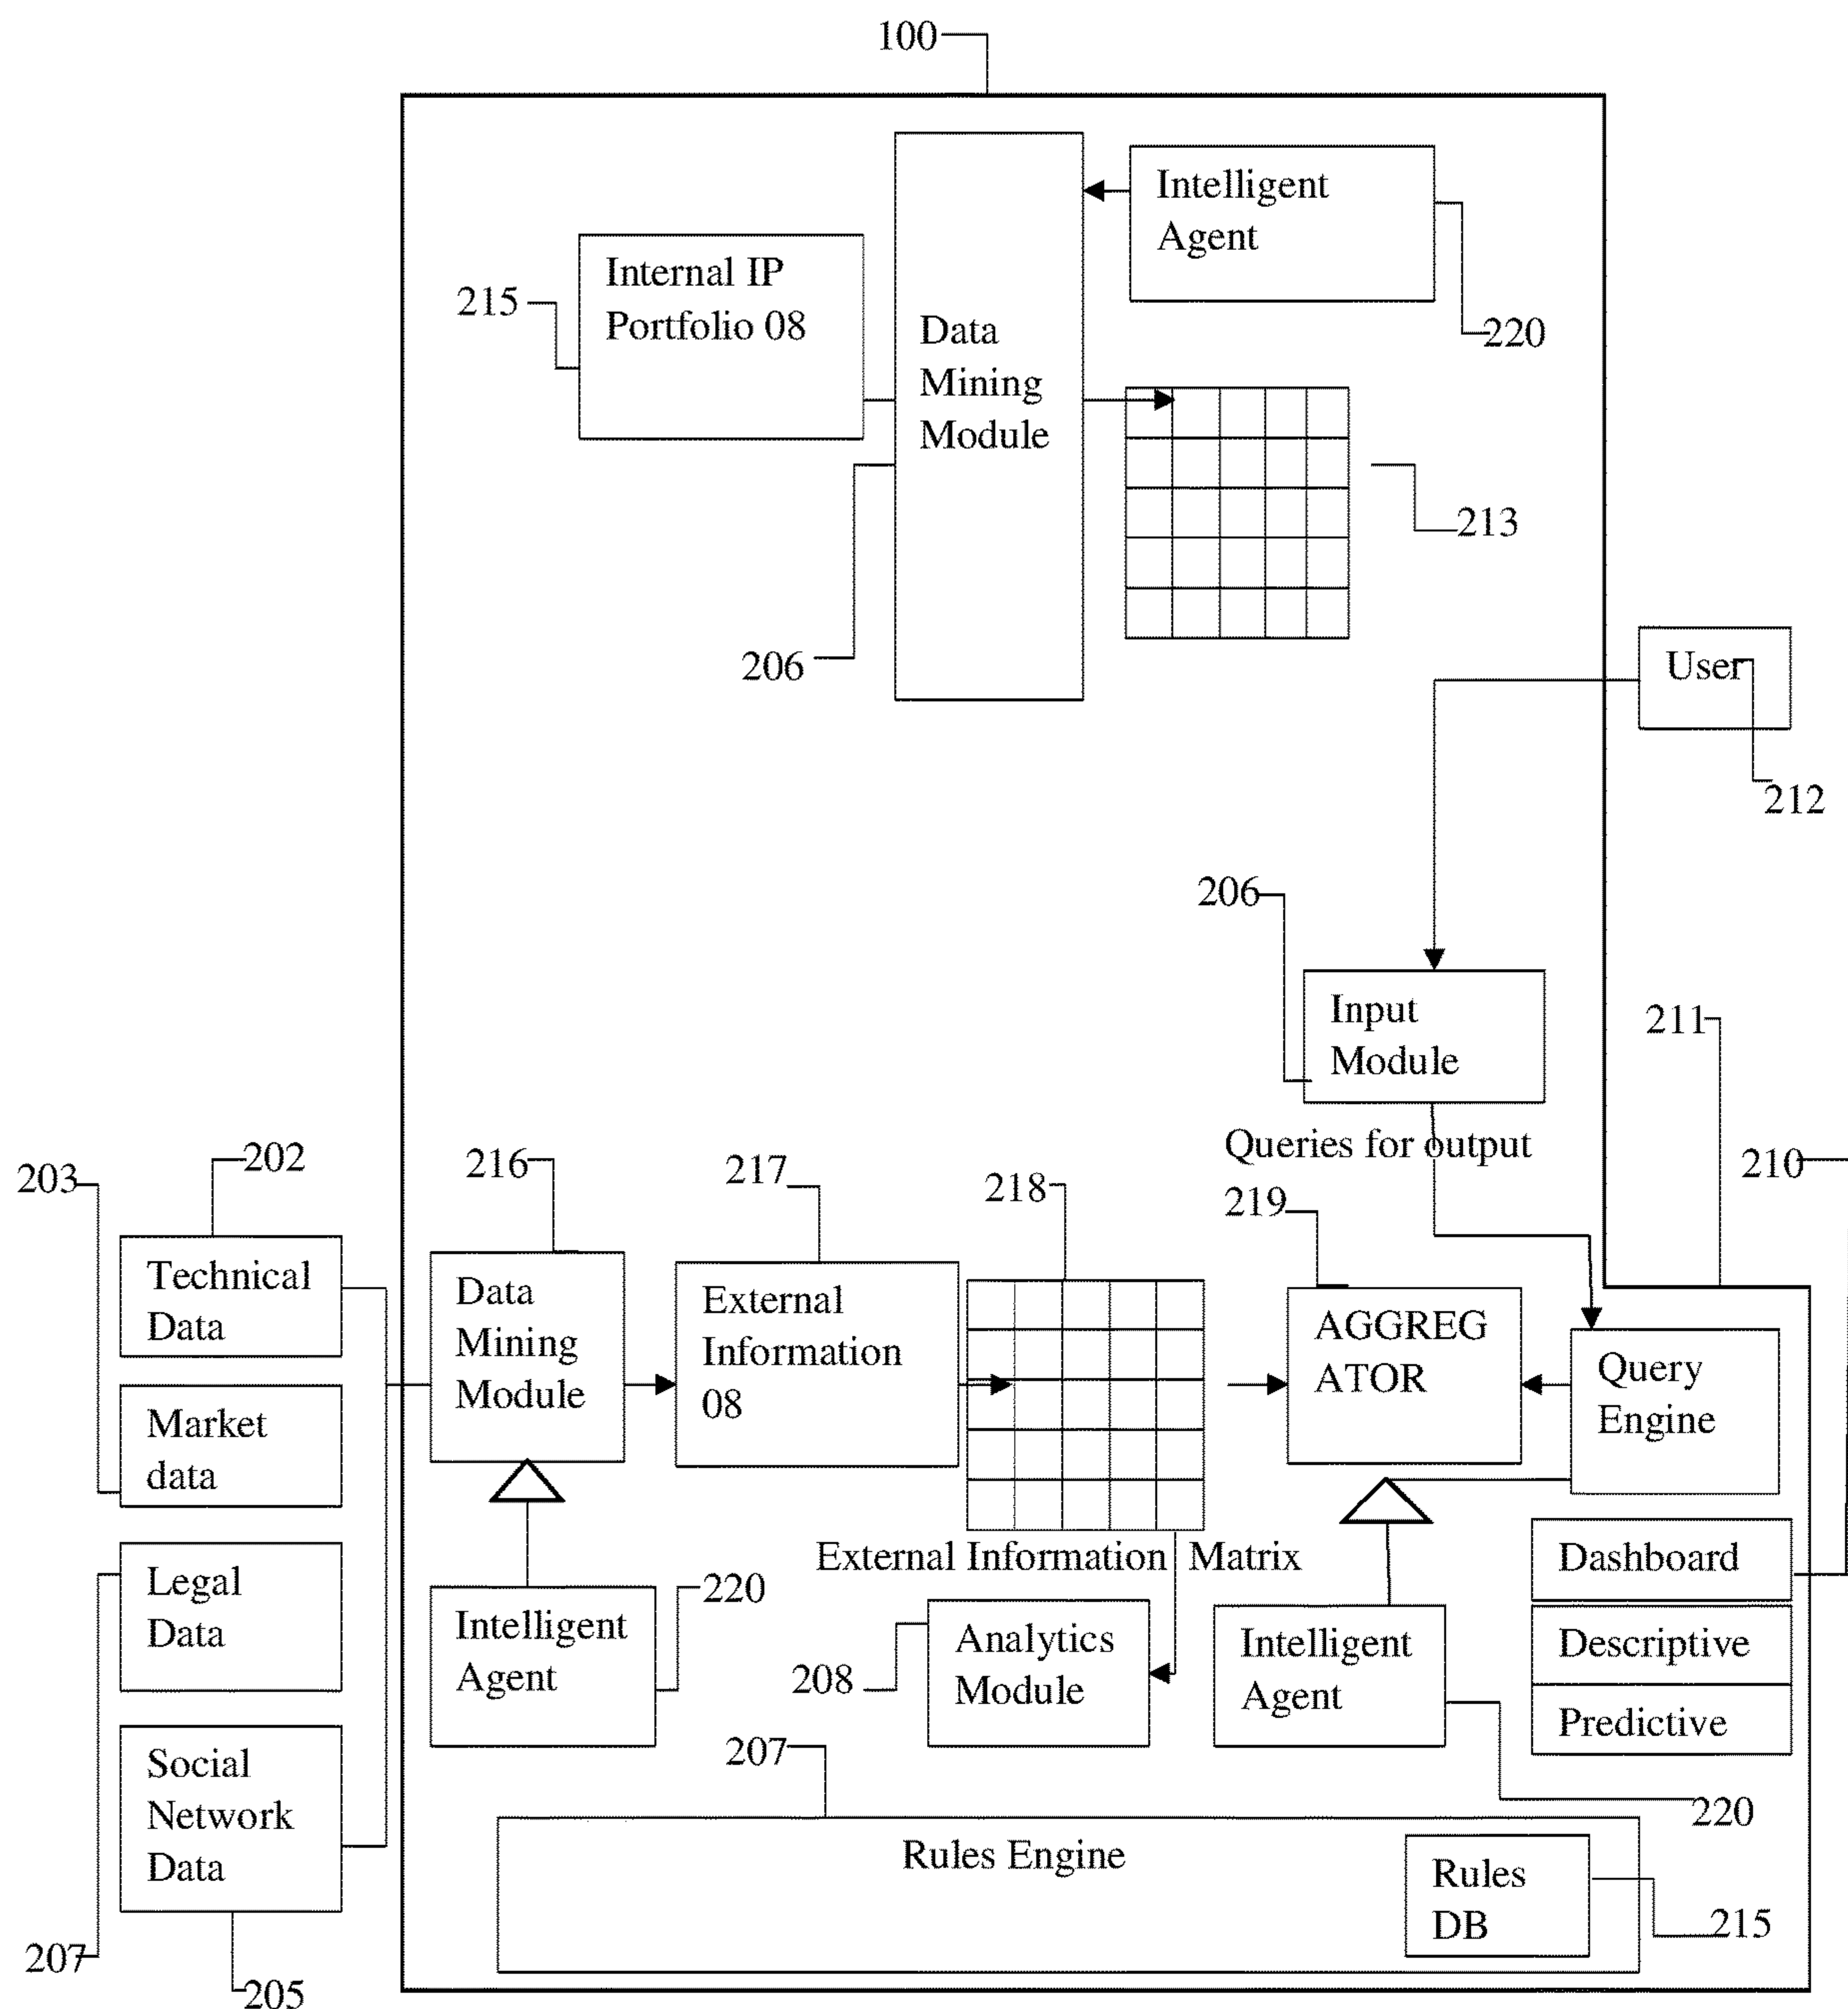 100
Intelligent
Agent
220
Internal IP
Portfolio 08
215
Data
Mining
Module
206
213
User
212
206
Input
Module
211
Queries for output
210
202
203
216
217
218
219
Technical
Data
Market
data
Legal
Data
Social
Network
Data
207
205
Data
Mining
Module
External
Information
08
AGGREG
ATOR
Query
Engine
External Information Matrix
Intelligent
Agent
220
Analytics
Module
208
Intelligent
Agent
220
Dashboard
Descriptive
Predictive
207
Rules Engine
Rules
DB
215